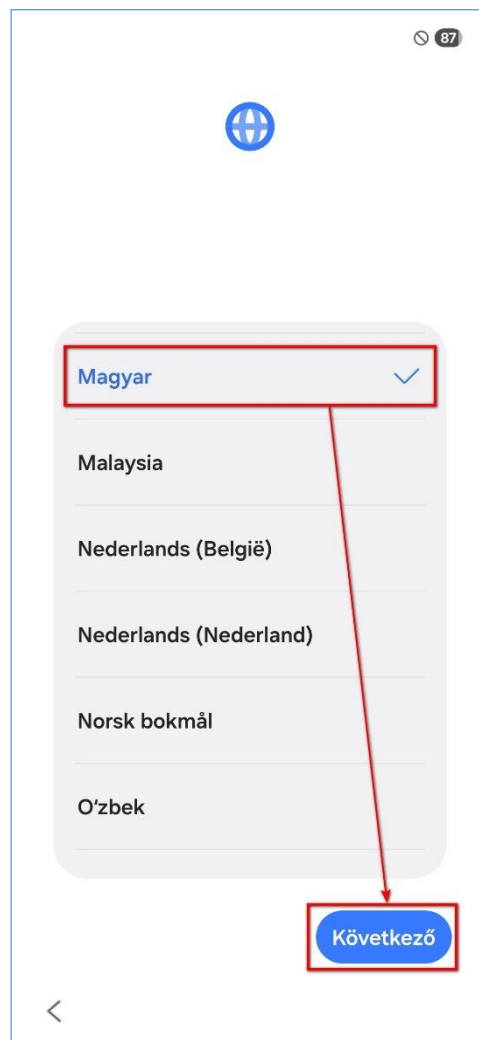 87
Magyar
Malaysia
Nederlands (België)
Nederlands (Nederland)
Norsk bokmål
O‘zbek
Következő